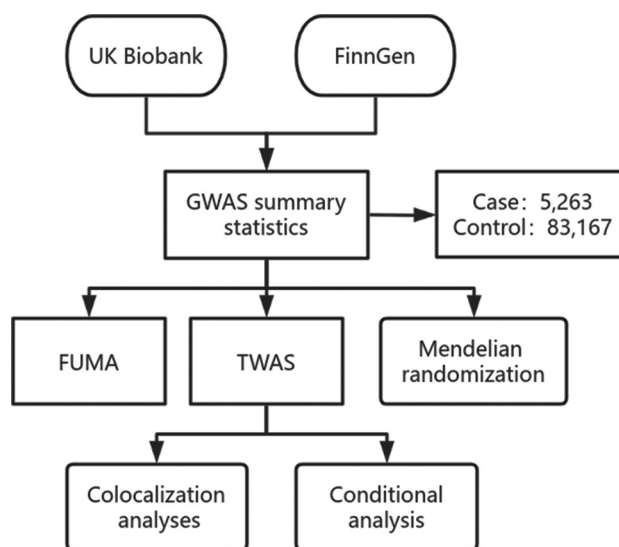 UK Biobank
FinnGen
GWAS summary
statistics
Case： 5,263
Control： 83,167
FUMA
TWAS
Mendelian
randomization
Colocalization
analyses
Conditional
analysis